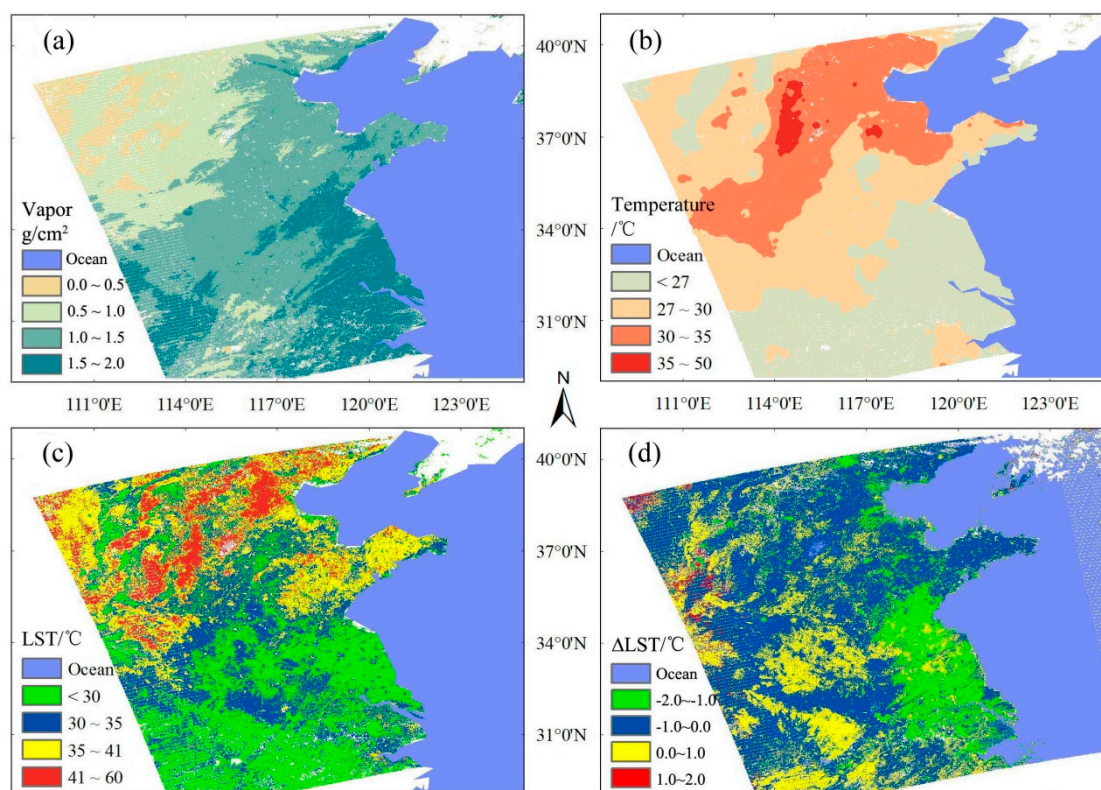 (a)
Vapor
g/cm²
Ocean
0.0 ~ 0.5
0.5 ~ 1.0
1.0 ~ 1.5
1.5 ~ 2.0
40°0'N
37°0'N
34°0'N
31°0'N
(b)
Temperature
/°C
Ocean
< 27
27 ~ 30
30 ~ 35
35 ~ 50
111°0'E 114°0'E 117°0'E 120°0'E 123°0'E
N
111°0'E 114°0'E 117°0'E 120°0'E 123°0'E
(c)
LST/°C
Ocean
< 30
30 ~ 35
35 ~ 41
41 ~ 60
40°0'N
37°0'N
34°0'N
31°0'N
(d)
ΔLST/°C
Ocean
-2.0~-1.0
-1.0~0.0
0.0~1.0
1.0~2.0